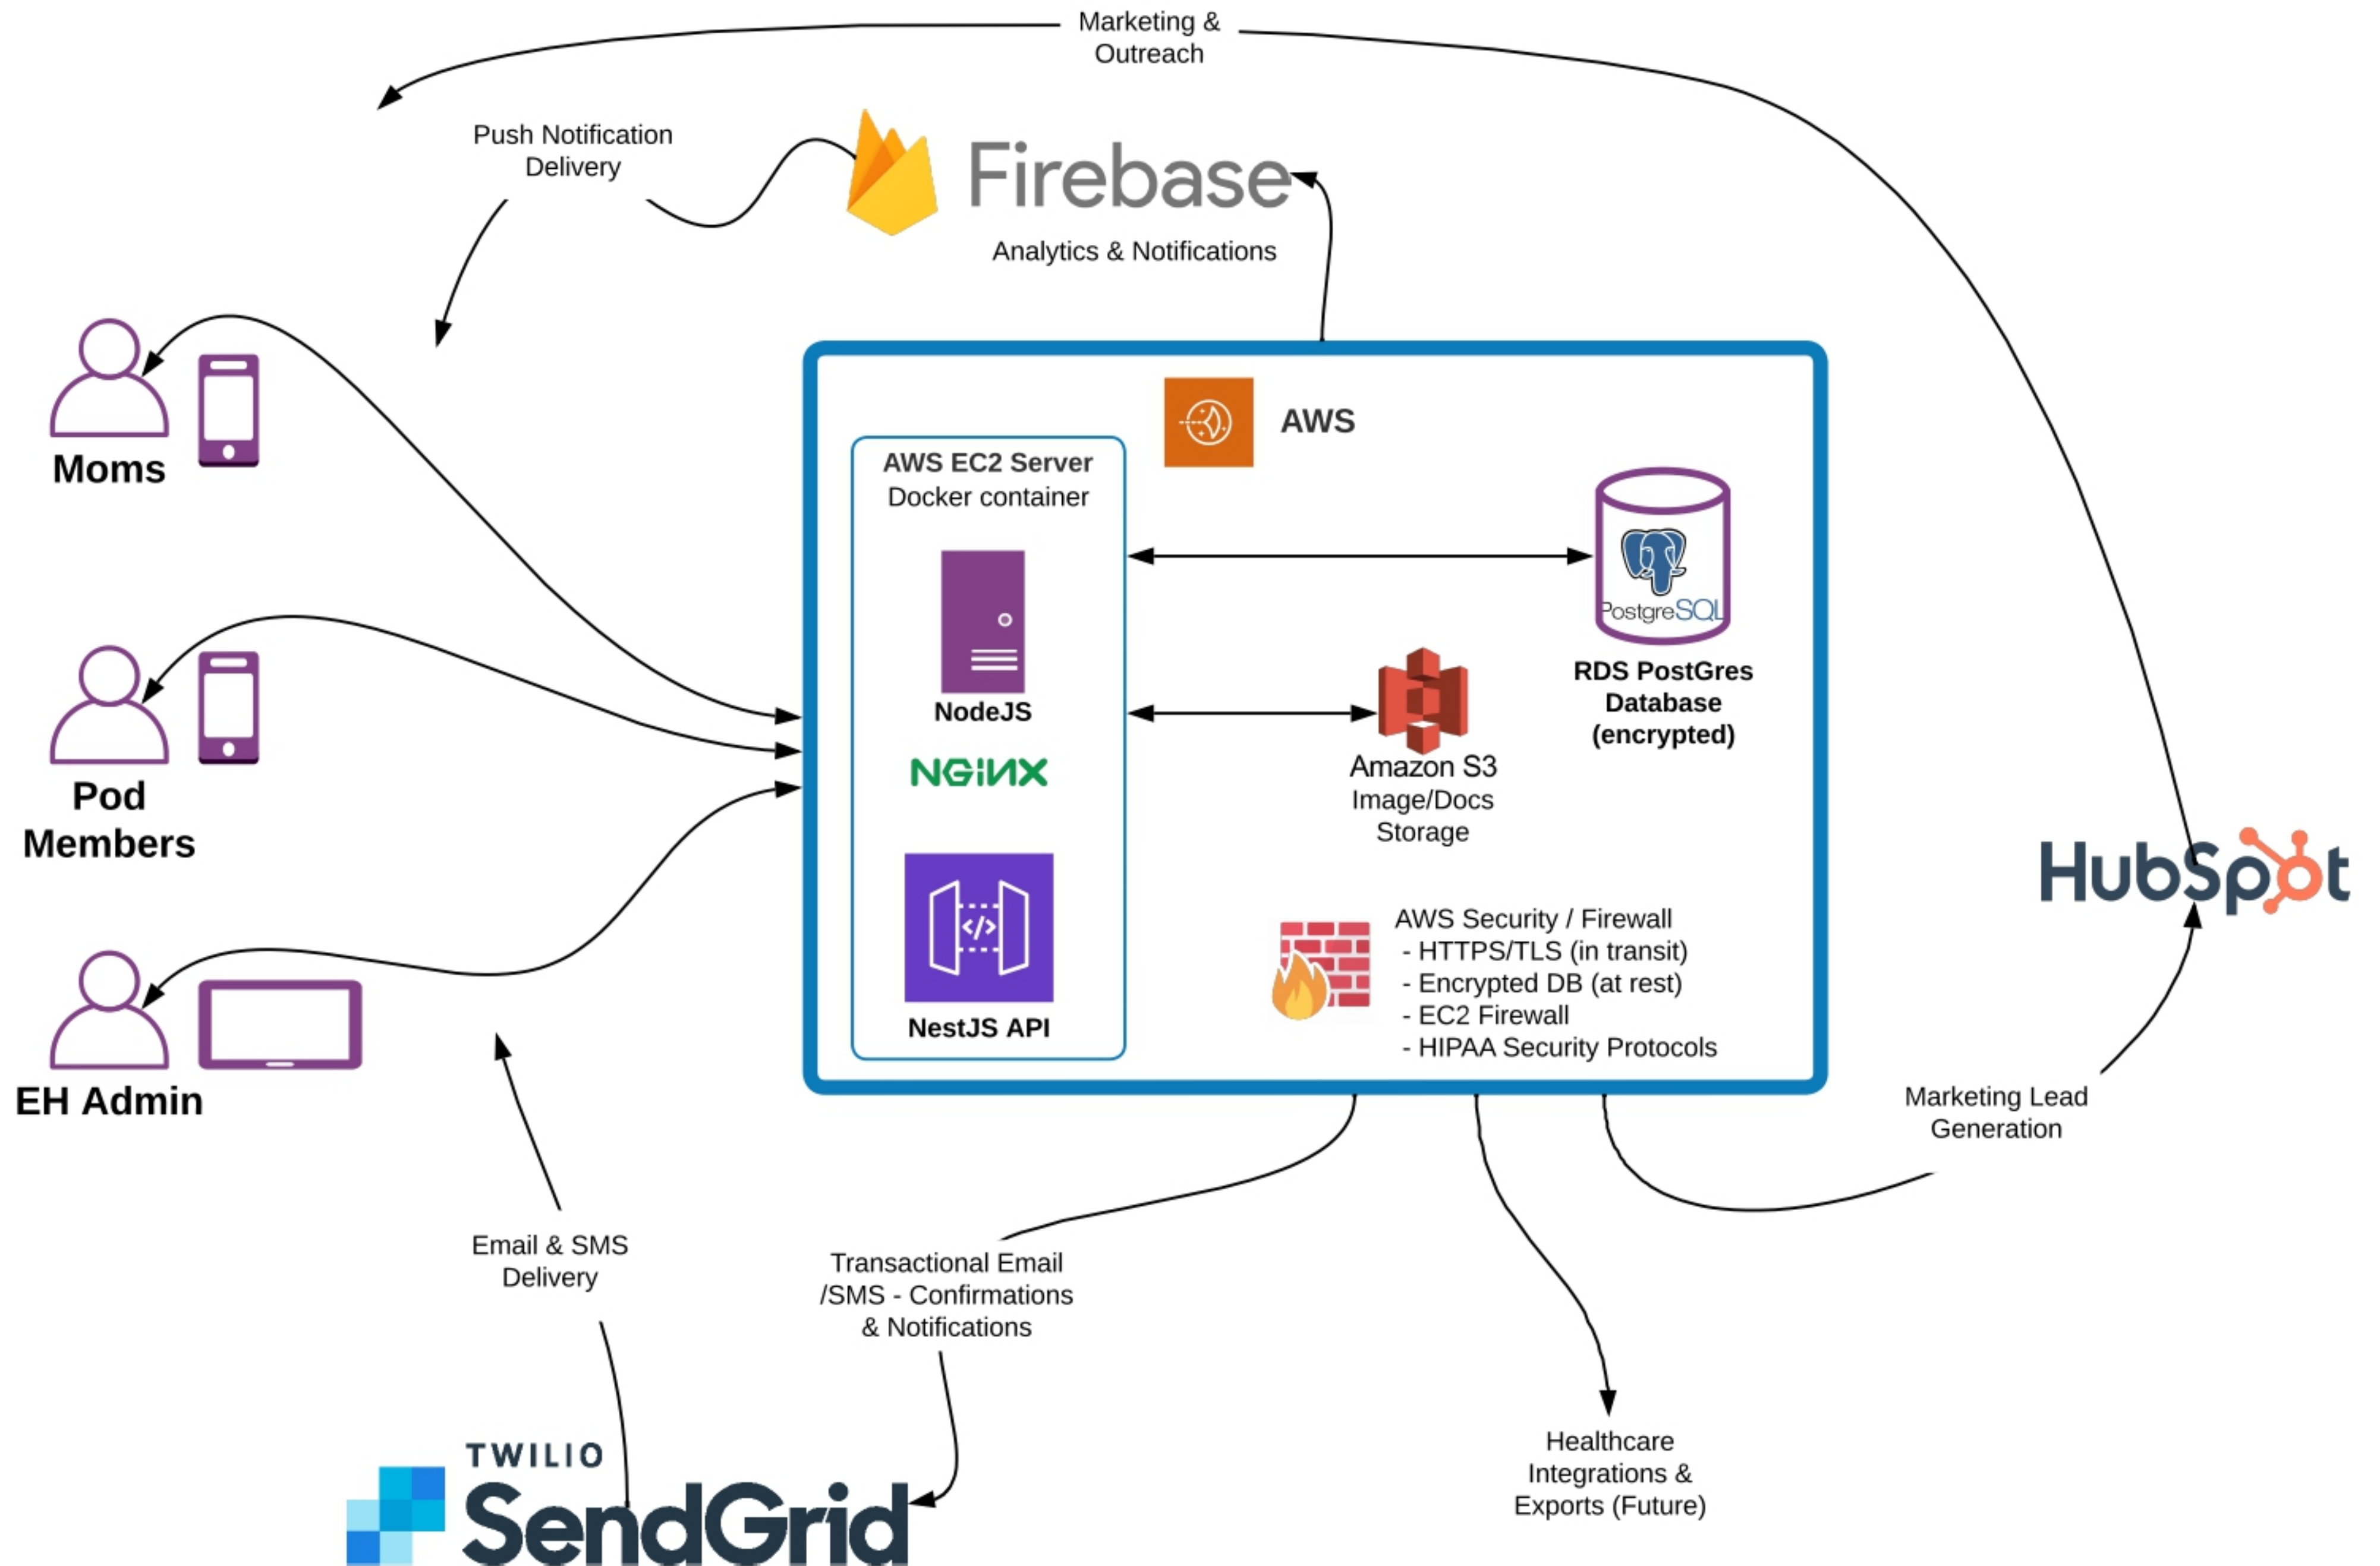 Marketing &
Outreach
Push Notification
Delivery
Firebase
Analytics & Notifications
Moms
AWS
AWS EC2 Server
Docker container
NodeJS
NGINX
NestJS API
PostgreSQL
RDS PostGres
Database
(encrypted)
Amazon S3
Image/Docs
Storage
AWS Security / Firewall
- HTTPS/TLS (in transit)
- Encrypted DB (at rest)
- EC2 Firewall
- HIPAA Security Protocols
Pod
Members
EH Admin
HubSpot
Marketing Lead
Generation
Email & SMS
Delivery
Transactional Email
/SMS - Confirmations
& Notifications
Healthcare
Integrations &
Exports (Future)
TWILIO
SendGrid